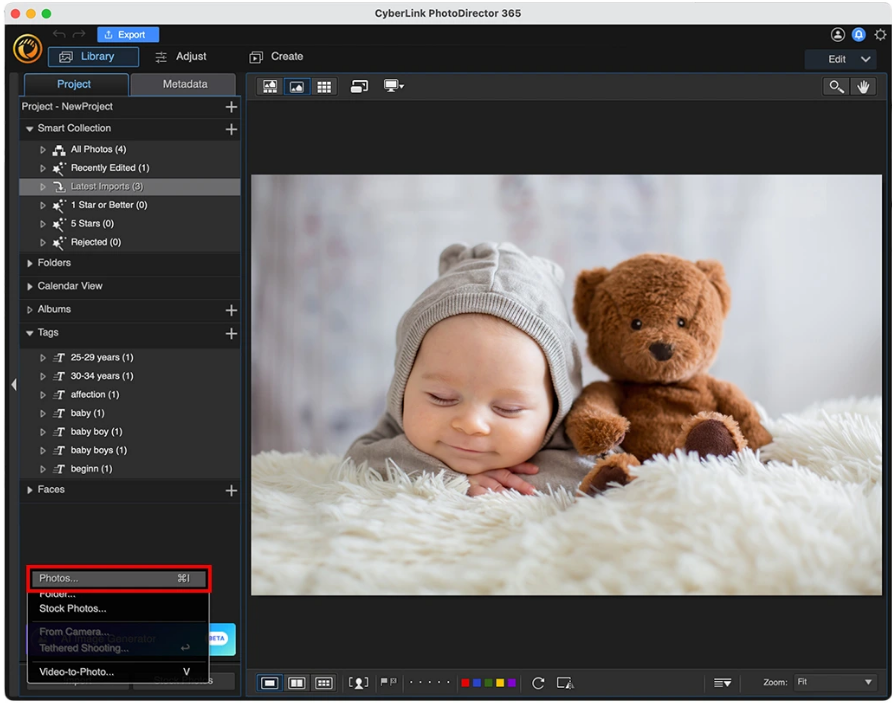 CyberLink PhotoDirector 365
Export
Library
Adjust
Create
Edit
Project
Metadata
Project - NewProject
Smart Collection
All Photos (4)
Recently Edited (1)
Latest Imports (3)
1 Star or Better (0)
5 Stars (0)
Rejected (0)
Folders
Calendar View
Albums
Tags
25-29 years (1)
30-34 years (1)
affection (1)
baby (1)
baby boy (1)
baby boys (1)
beginn (1)
Faces
Photos... ⌘I
Folder...
Stock Photos...
From Camera...
AI Image Generator BETA
Tethered Shooting...
Video-to-Photo... V
Zoom: Fit